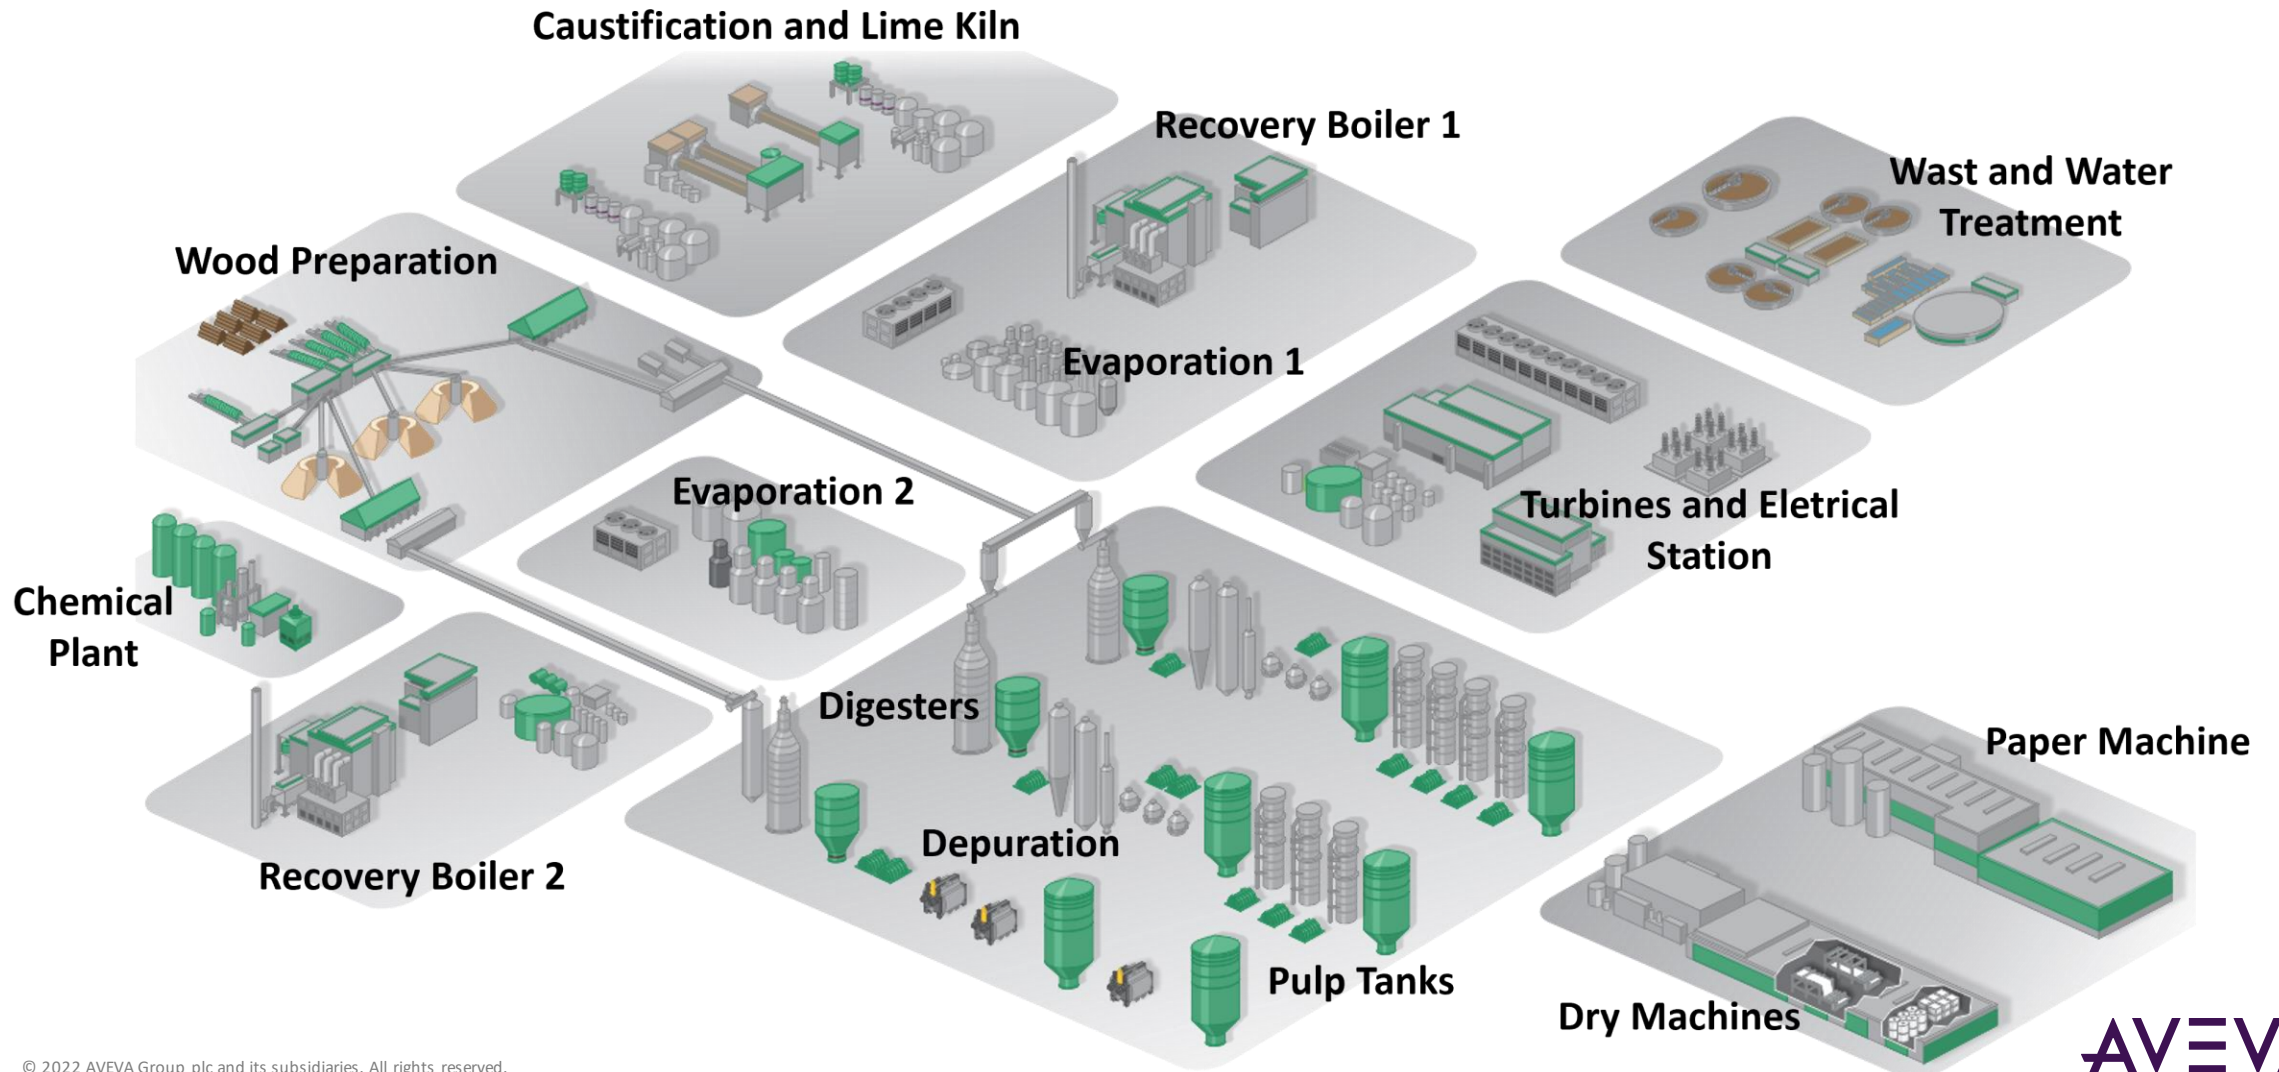 Caustification and Lime Kiln
Recovery Boiler 1
Wast and Water
Treatment
Wood Preparation
Evaporation 1
Evaporation 2
Turbines and Eletrical
Station
Chemical
Plant
Digesters
Paper Machine
Depuration
Recovery Boiler 2
Pulp Tanks
Dry Machines
AVEVA
© 2022 AVEVA Group plc and its subsidiaries. All rights reserved.